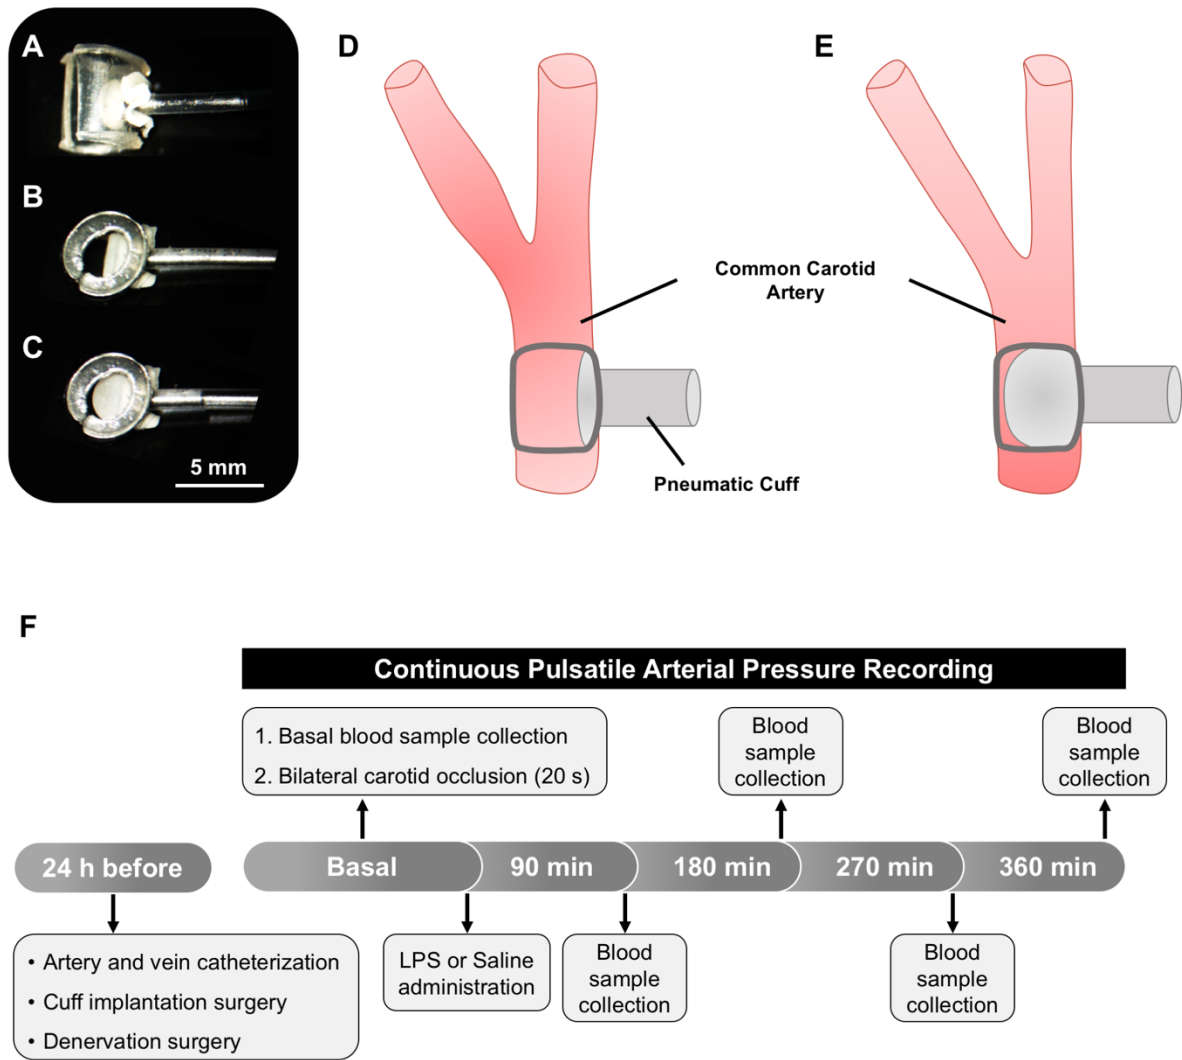 A
B
C
5 mm
D
E
Common Carotid
Artery
Pneumatic Cuff
F
Continuous Pulsatile Arterial Pressure Recording
1. Basal blood sample collection
2. Bilateral carotid occlusion (20 s)
Blood
sample
collection
Blood
sample
collection
24 h before
Basal
90 min
180 min
270 min
360 min
• Artery and vein catheterization
• Cuff implantation surgery
• Denervation surgery
LPS or Saline
administration
Blood
sample
collection
Blood
sample
collection